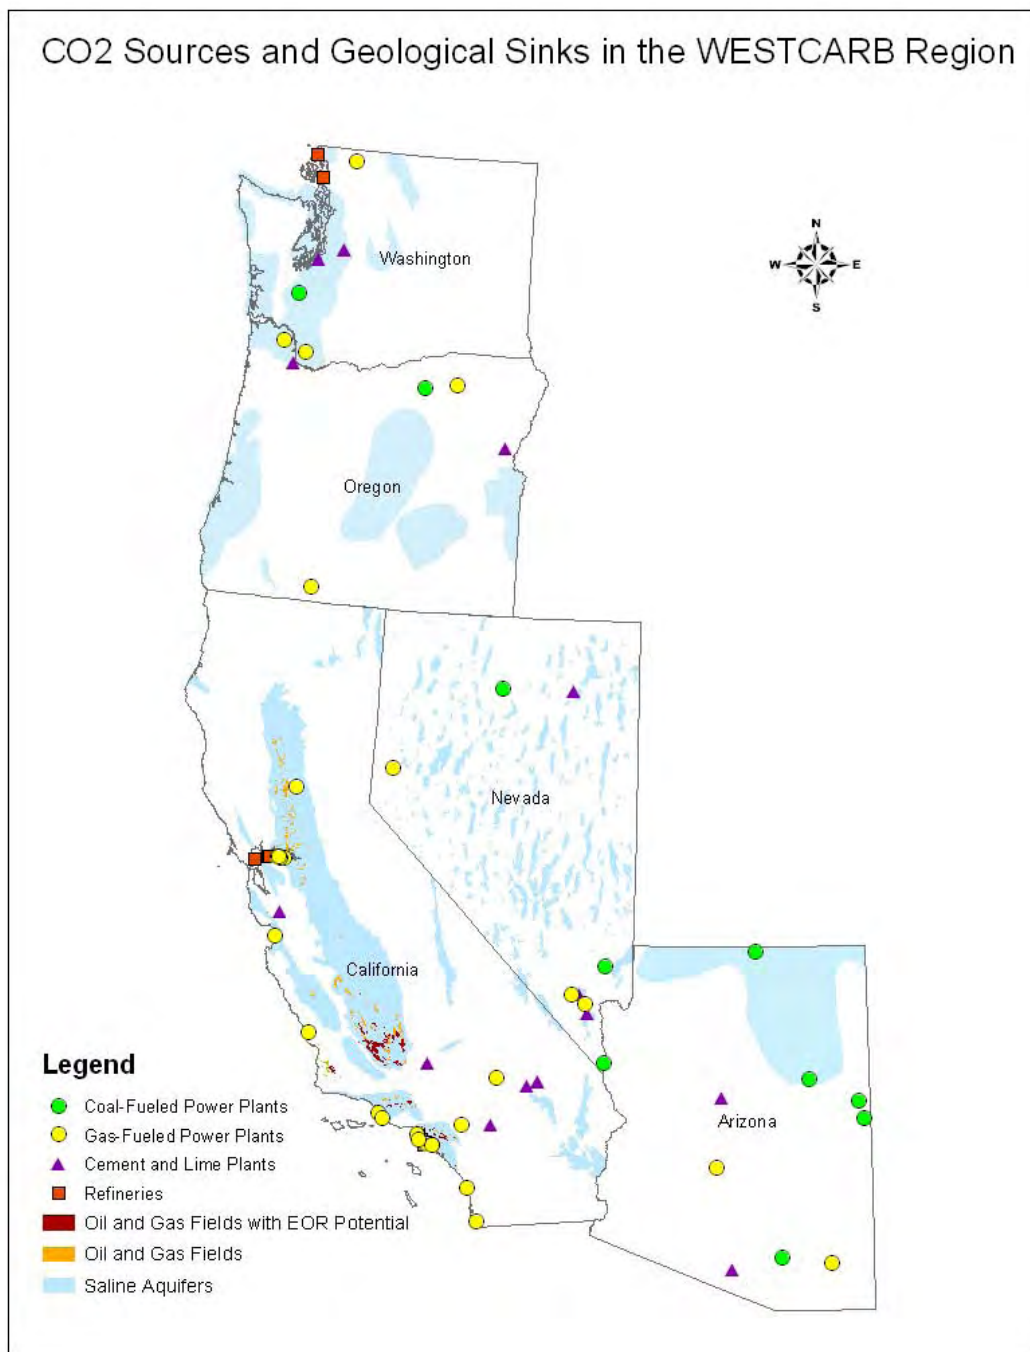 CO2 Sources and Geological Sinks in the WESTCARB Region
N
W E
S
Washington
Oregon
Nevada
California
Arizona
Legend
Coal-Fueled Power Plants
Gas-Fueled Power Plants
Cement and Lime Plants
Refineries
Oil and Gas Fields with EOR Potential
Oil and Gas Fields
Saline Aquifers